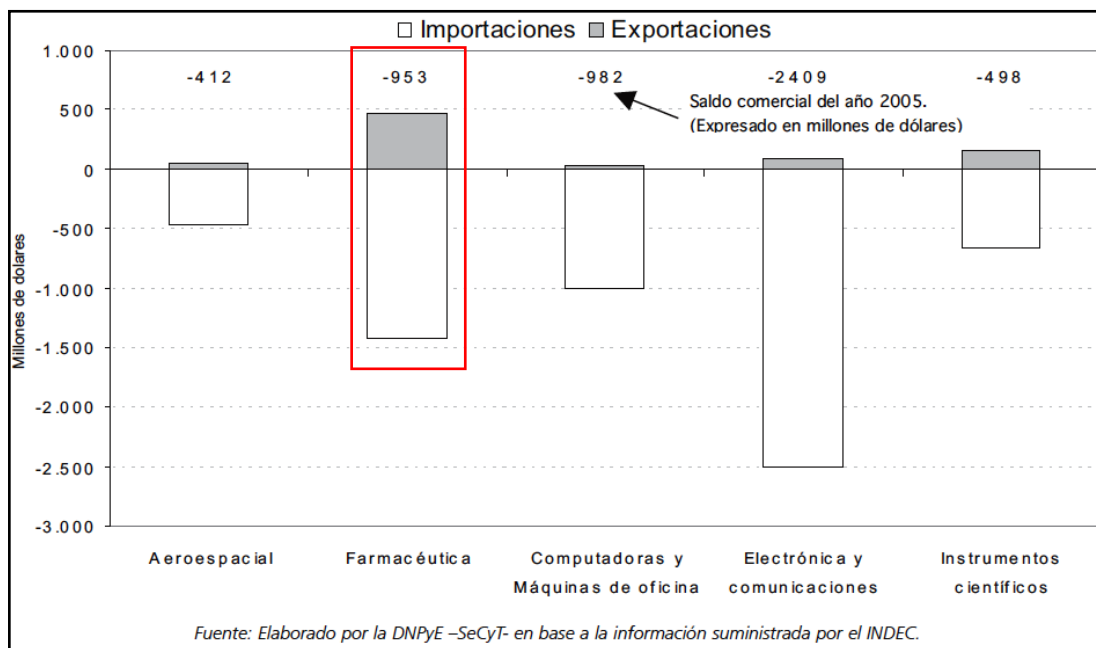 Importaciones Exportaciones
1.000
500
0
-500
-1.000
-1.500
-2.000
-2.500
-3.000
Millones de dolares
-412 -953 -982 -2409 -498
Saldo comercial del año 2005.
(Expresado en millones de dólares)
Aeroespacial Farmacéutica Computadoras y Electrónica y Instrumentos
Máquinas de oficina comunicaciones científicos
Fuente: Elaborado por la DNPyE –SeCyT- en base a la información suministrada por el INDEC.